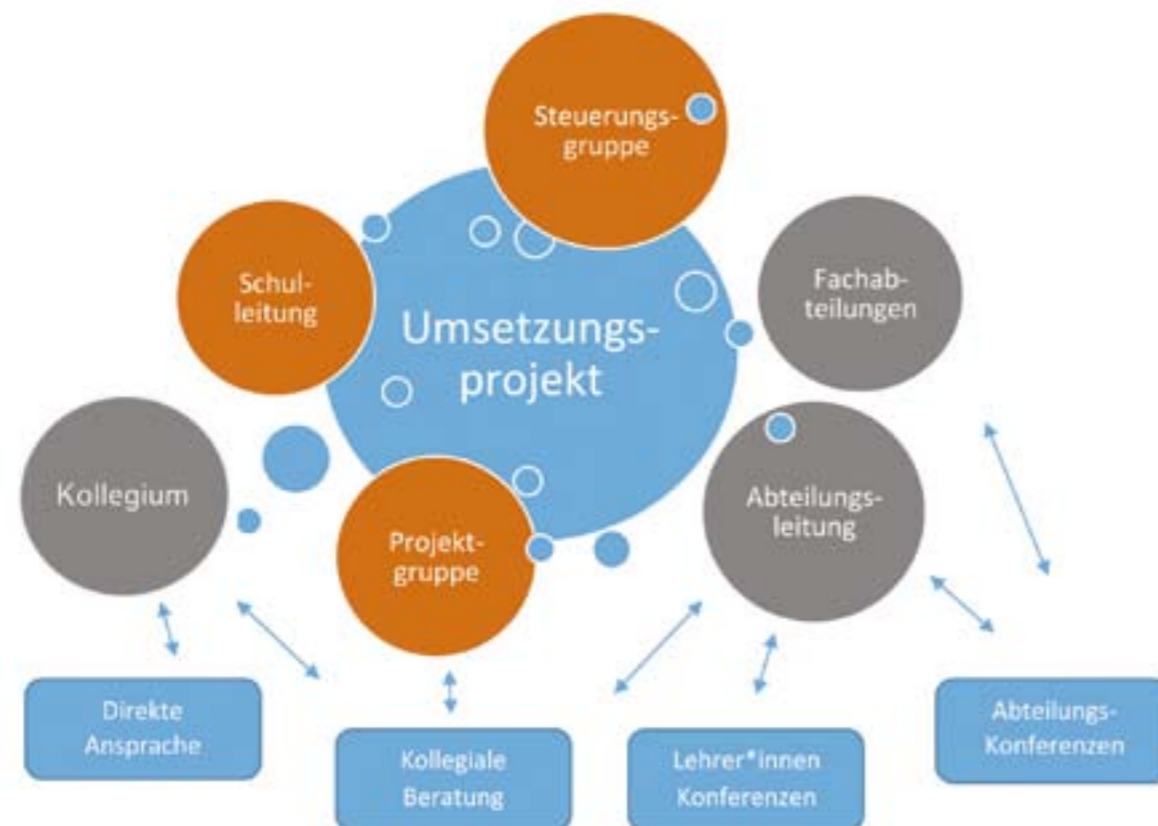 Steuerungs-
gruppe
Schul-
leitung
Fachab-
teilungen
Umsetzungs-
projekt
Kollegium
Abteilungs-
leitung
Projekt-
gruppe
Direkte
Ansprache
Kollegiale
Beratung
Lehrer*innen
Konferenzen
Abteilungs-
Konferenzen